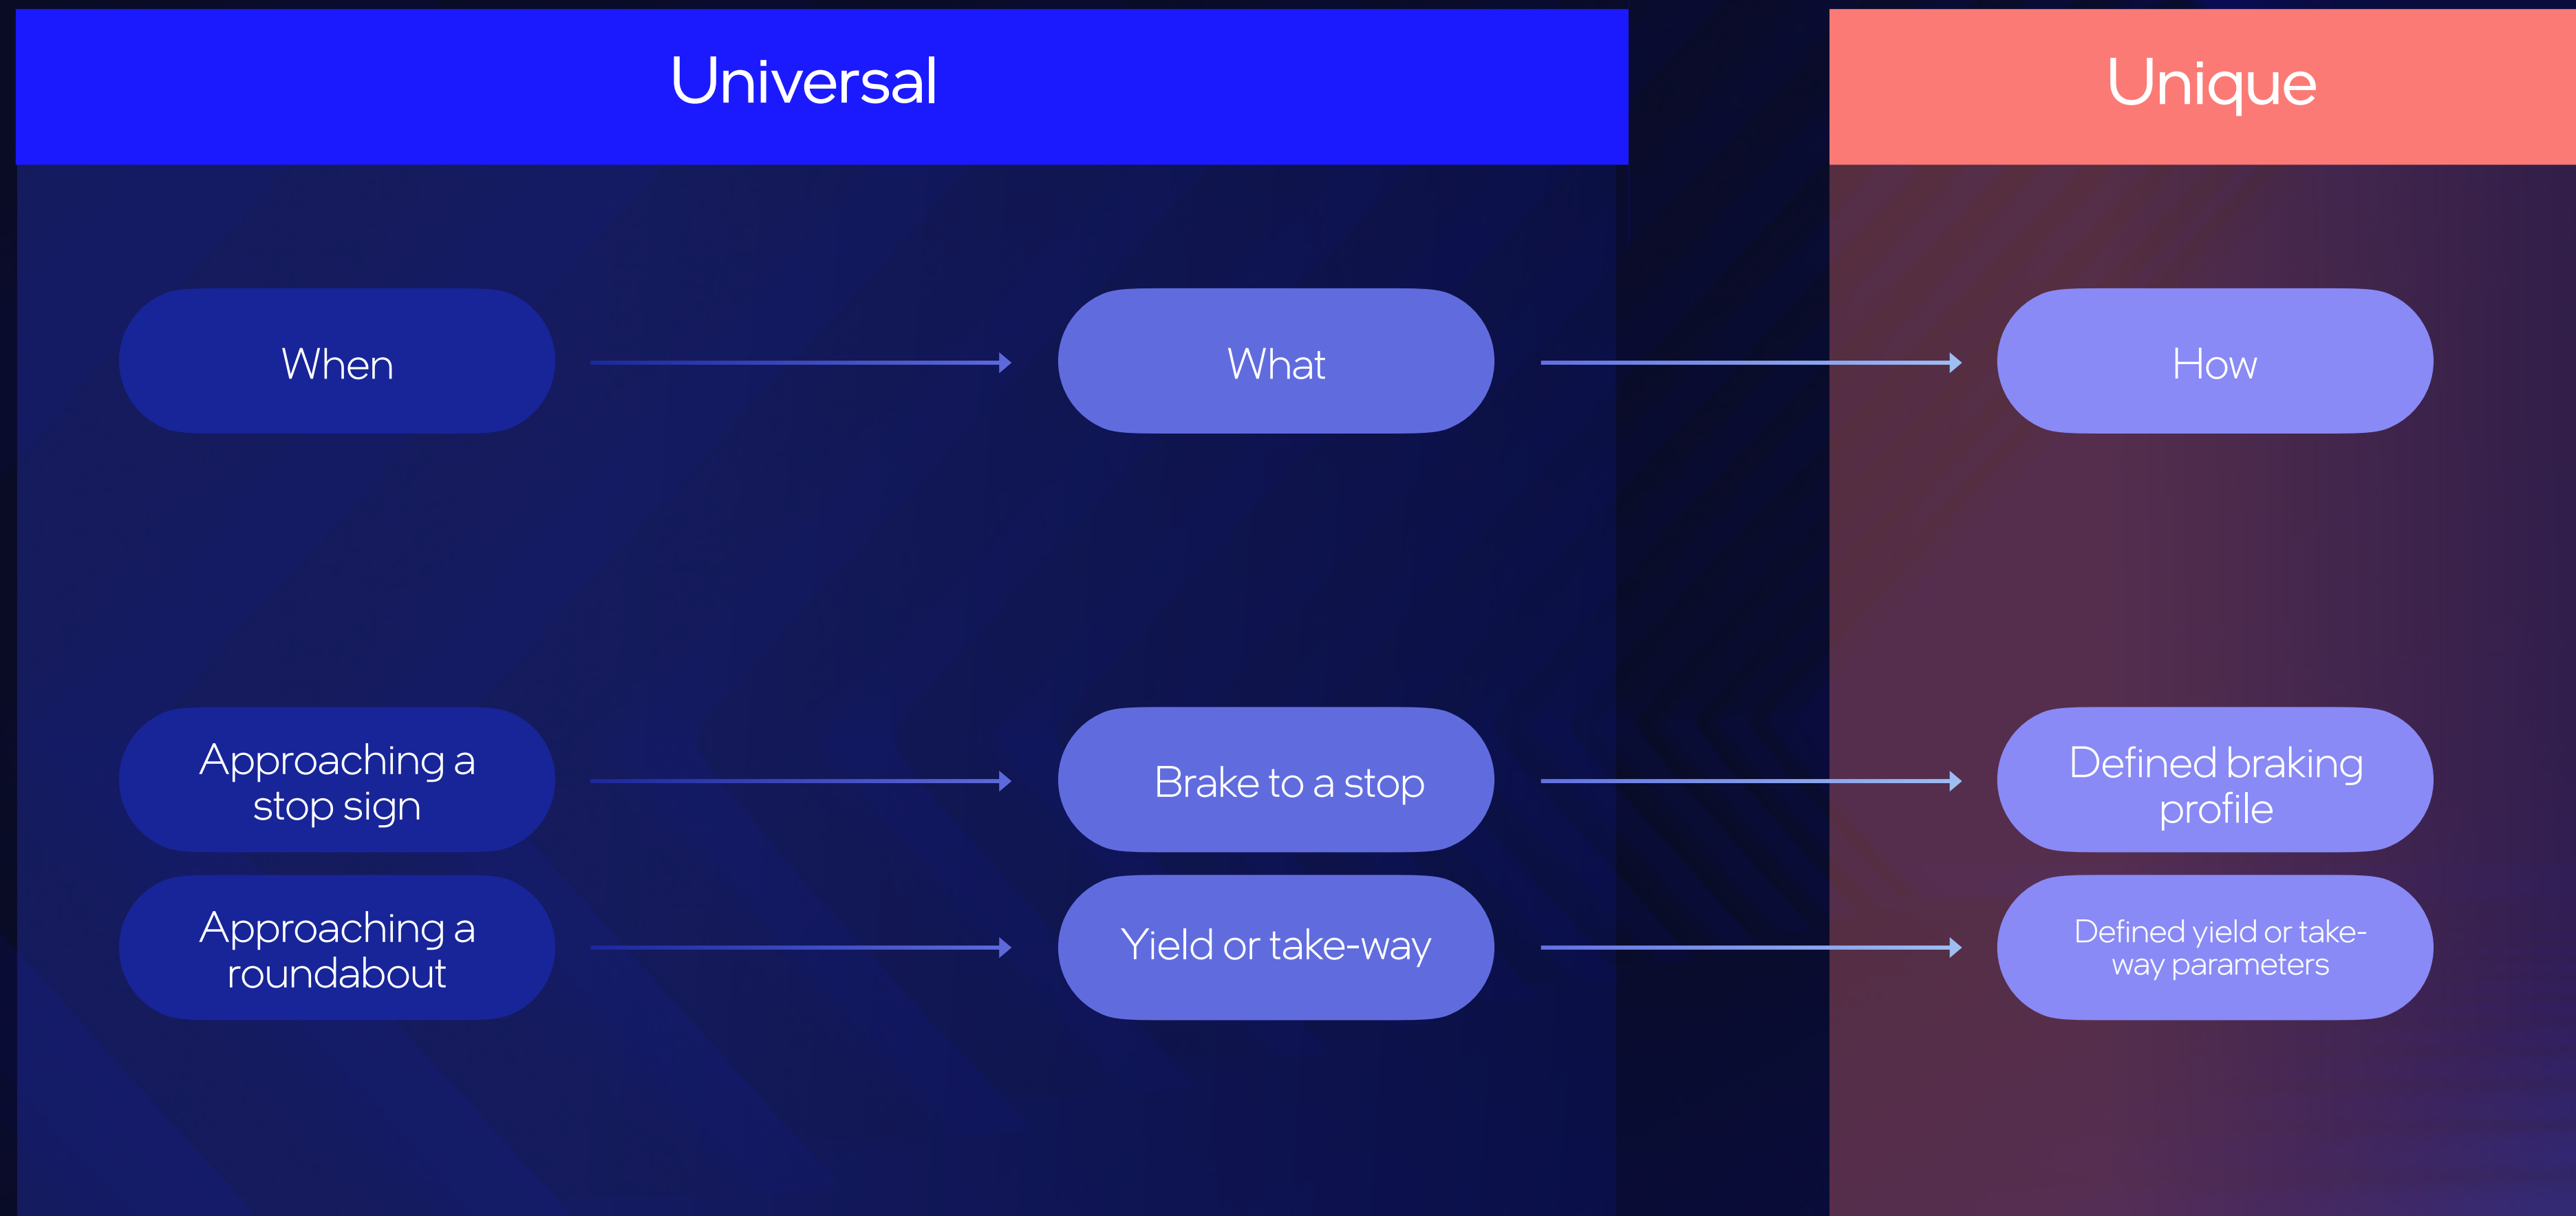 Universal
Unique
When
What
How
Approaching a
stop sign
Brake to a stop
Defined braking
profile
Approaching a
roundabout
Yield or take-way
Defined yield or take-
way parameters